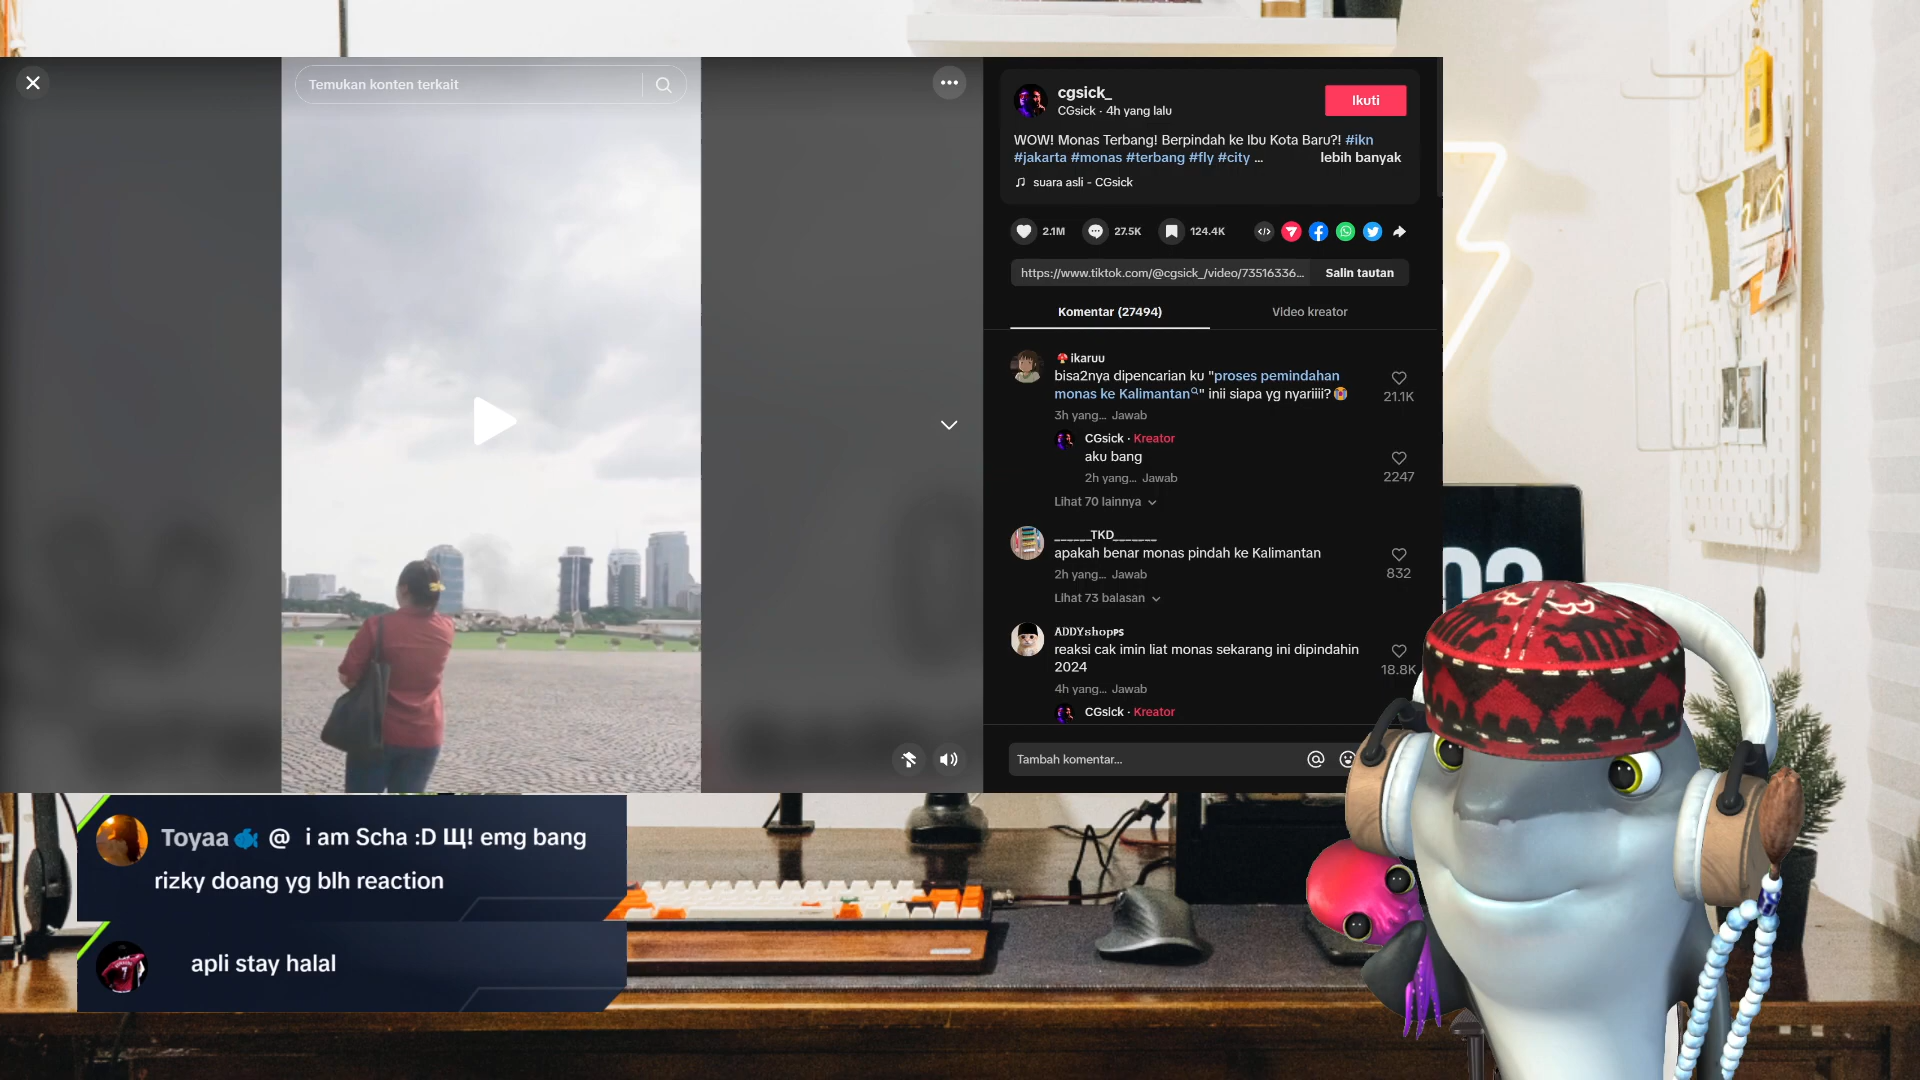 Temukan konten terkait
cgsick_
CGsick · 4h yang lalu
Ikuti
WOW! Monas Terbang! Berpindah ke Ibu Kota Baru?! #ikn
#jakarta #monas #terbang #fly #city ...
lebih banyak
suara asli - CGsick
2.1M
27.5K
124.4K
https://www.tiktok.com/@cgsick_/video/73516336...
Salin tautan
Komentar (27494)
Video kreator
🍄ikaruu
bisa2nya dipencarian ku "proses pemindahan
monas ke Kalimantan" inii siapa yg nyariiii?😭
21.1K
3h yang... Jawab
CGsick · Kreator
aku bang
2247
2h yang... Jawab
Lihat 70 lainnya
______TKD_______
apakah benar monas pindah ke Kalimantan
832
2h yang... Jawab
Lihat 73 balasan
ADDYshopps
reaksi cak imin liat monas sekarang ini dipindahin
2024
18.8K
4h yang... Jawab
CGsick · Kreator
Tambah komentar...
Toyaa @ i am Scha :D Щ! emg bang
rizky doang yg blh reaction
apli stay halal